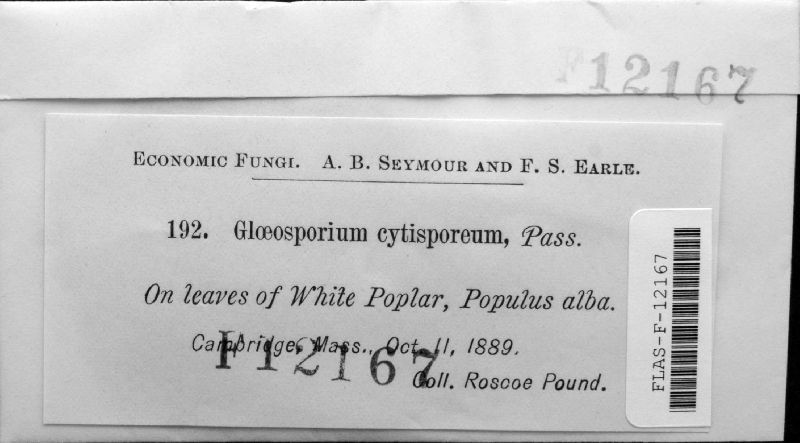 F12167
ECONOMIC FUNGI. A. B. SEYMOUR AND F. S. EARLE.
192. Glœosporium cytisporeum, Pass.
On leaves of White Poplar, Populus alba.
Cambridge, Mass., Oct. 11, 1889.
F12167
Coll. Roscoe Pound.
FLAS-F-12167